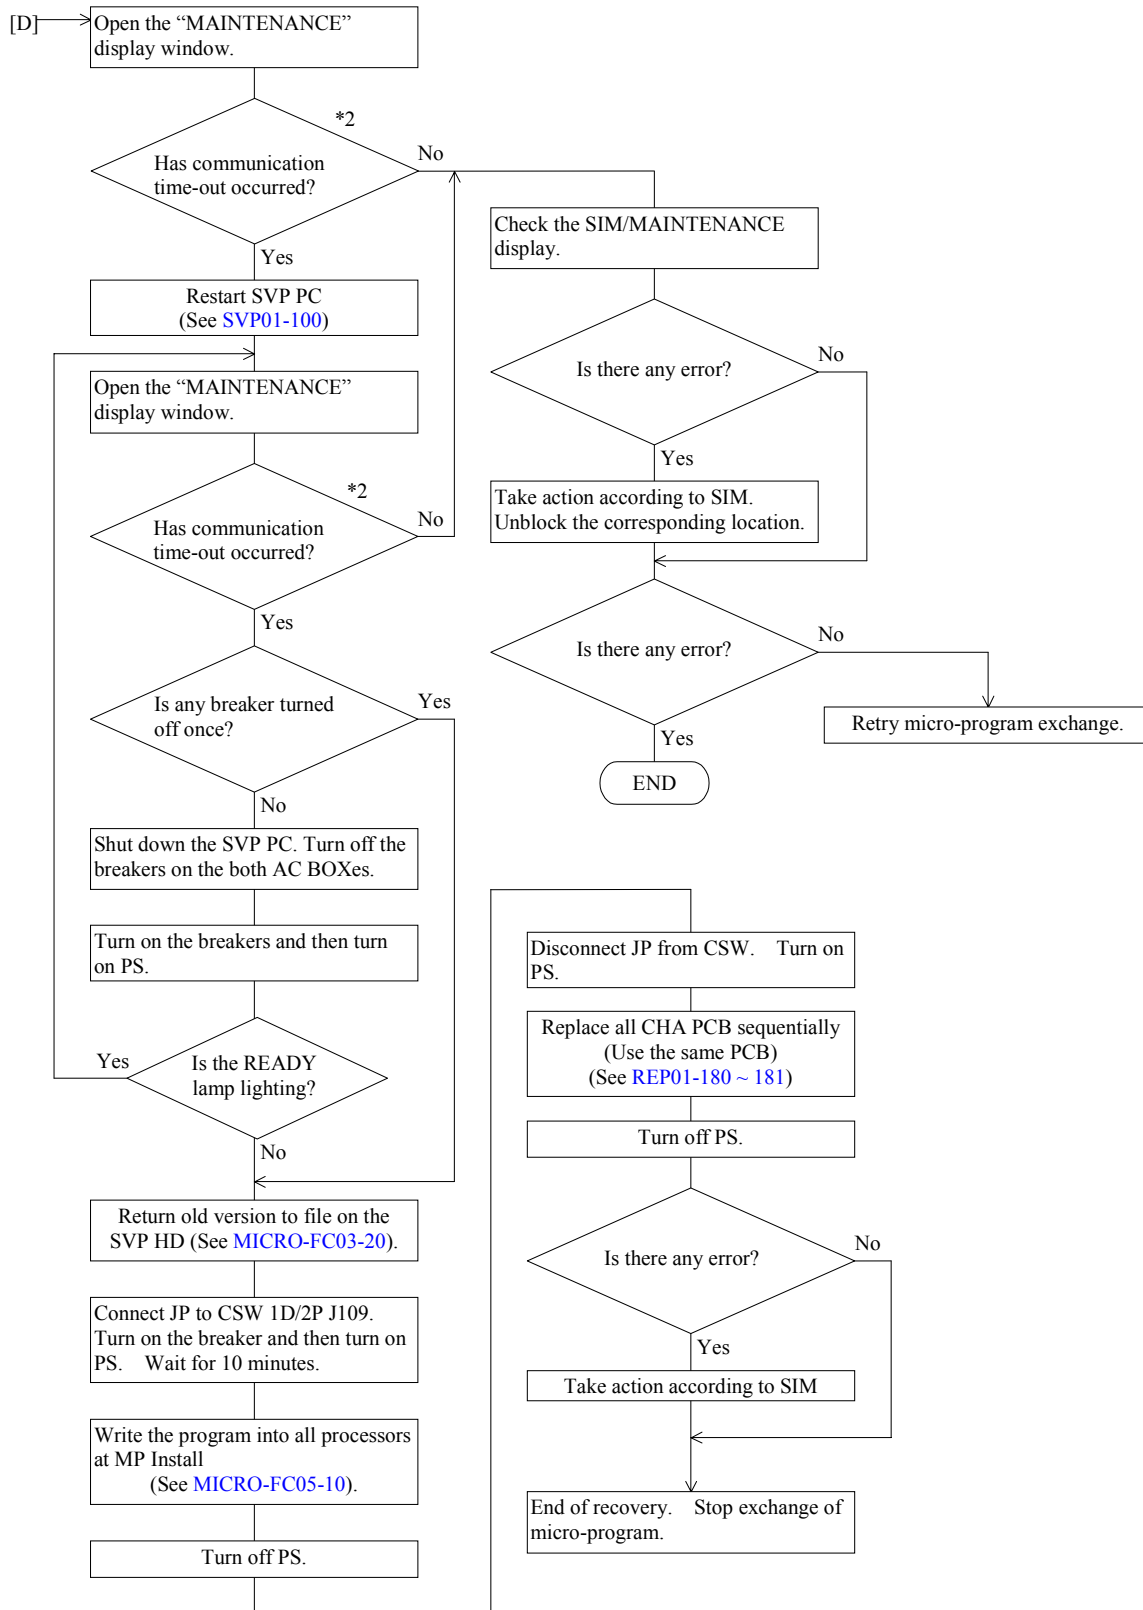 [D]
Open the “MAINTENANCE”
display window.
*2
Has communication
time-out occurred?
No
Yes
Restart SVP PC
(See SVP01-100)
Open the “MAINTENANCE”
display window.
*2
Has communication
time-out occurred?
No
Yes
Is any breaker turned
off once?
Yes
No
Shut down the SVP PC. Turn off the
breakers on the both AC BOXes.
Turn on the breakers and then turn
on PS.
Yes
Is the READY
lamp lighting?
No
Return old version to file on the
SVP HD (See MICRO-FC03-20).
Connect JP to CSW 1D/2P J109.
Turn on the breaker and then turn on
PS. Wait for 10 minutes.
Write the program into all processors
at MP Install
(See MICRO-FC05-10).
Turn off PS.
Check the SIM/MAINTENANCE
display.
Is there any error?
No
Yes
Take action according to SIM.
Unblock the corresponding location.
Is there any error?
No
Yes
Retry micro-program exchange.
END
Disconnect JP from CSW. Turn on
PS.
Replace all CHA PCB sequentially
(Use the same PCB)
(See REP01-180 ~ 181)
Turn off PS.
Is there any error?
No
Yes
Take action according to SIM
End of recovery. Stop exchange of
micro-program.